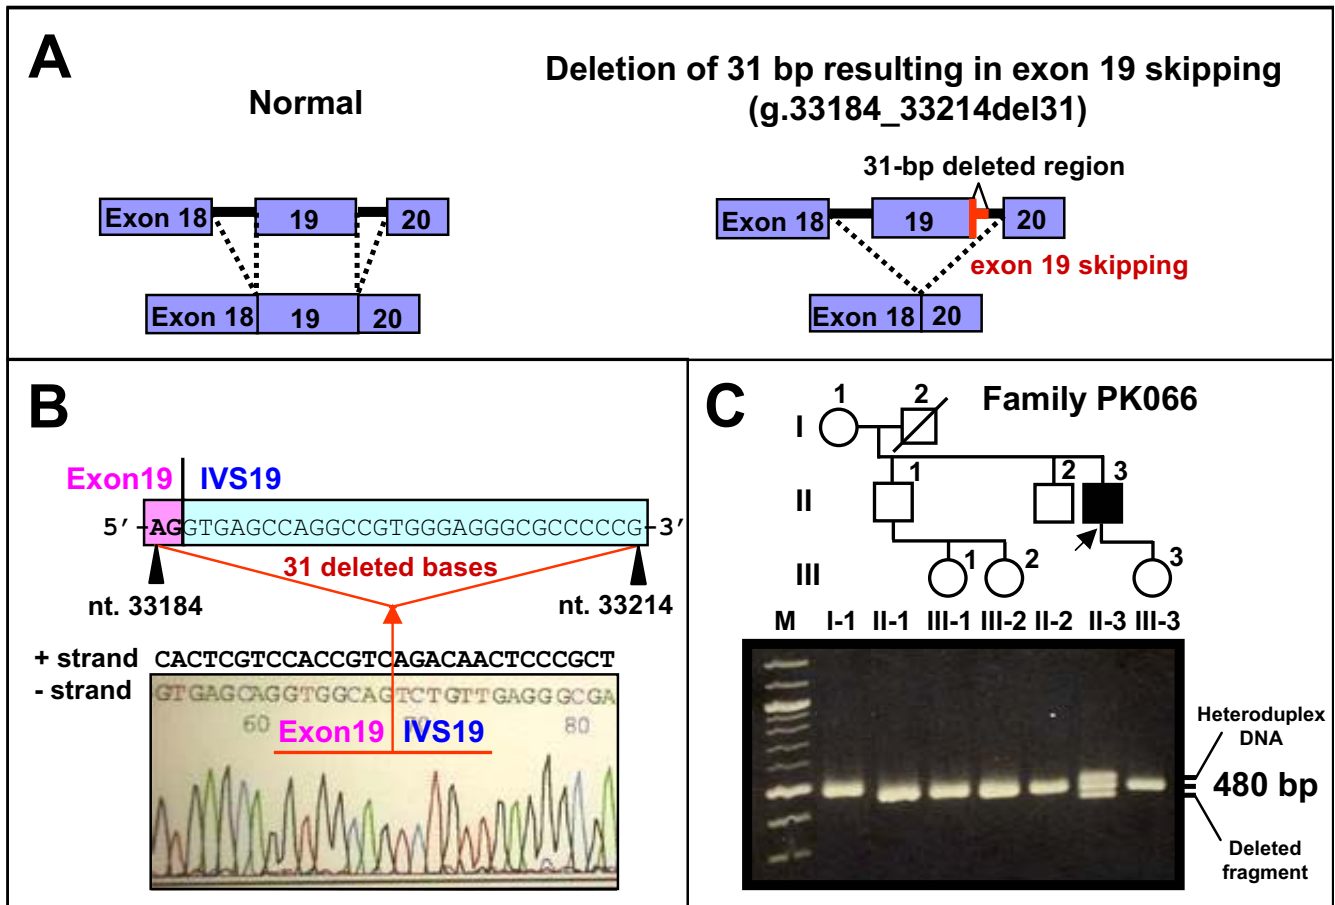 A
Normal
Deletion of 31 bp resulting in exon 19 skipping
(g.33184_33214del31)
31-bp deleted region
Exon 18 19 20
Exon 18 19 20
exon 19 skipping
Exon 18 19 20
Exon 18 20
B
Exon19 IVS19
5′ AGGTGAGCCAGGCCGTGGGAGGGCGCCCCCG 3′
31 deleted bases
nt. 33184 nt. 33214
+ strand CACTCGTCCACCGTCAGACAACTCCCGCT
- strand GTGAGCAGGTGGCAGTCTGTTGAGGGCGA
60 80
Exon19 IVS19
C
Family PK066
I 1 2
II 1 2 3
III 1 2 3
M I-1 II-1 III-1 III-2 II-2 II-3 III-3
Heteroduplex
DNA
480 bp
Deleted
fragment